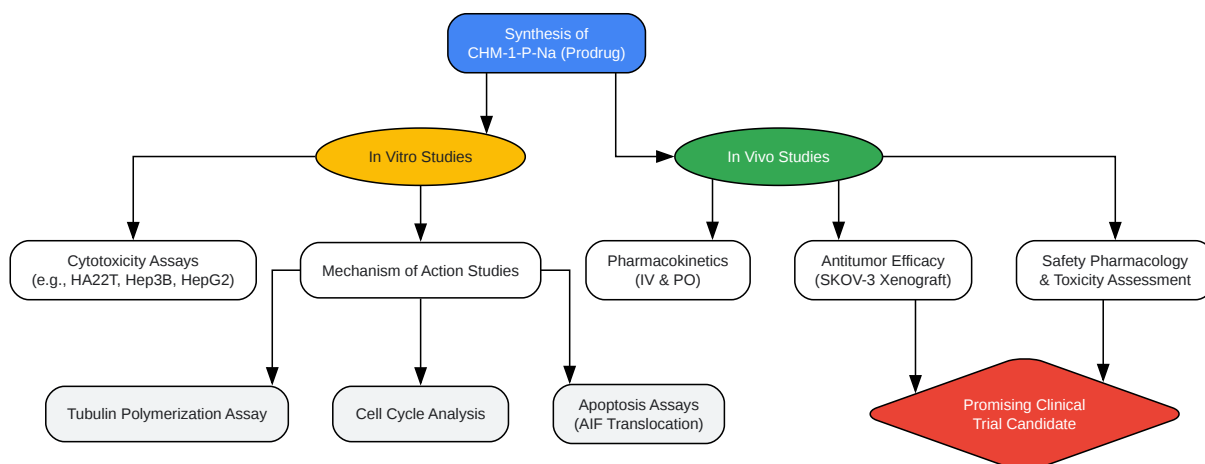 Synthesis of
CHM-1-P-Na (Prodrug)
In Vitro Studies
In Vivo Studies
Cytotoxicity Assays
(e.g., HA22T, Hep3B, HepG2)
Mechanism of Action Studies
Pharmacokinetics
(IV & PO)
Antitumor Efficacy
(SKOV-3 Xenograft)
Safety Pharmacology
& Toxicity Assessment
Tubulin Polymerization Assay
Cell Cycle Analysis
Apoptosis Assays
(AIF Translocation)
Promising Clinical
Trial Candidate